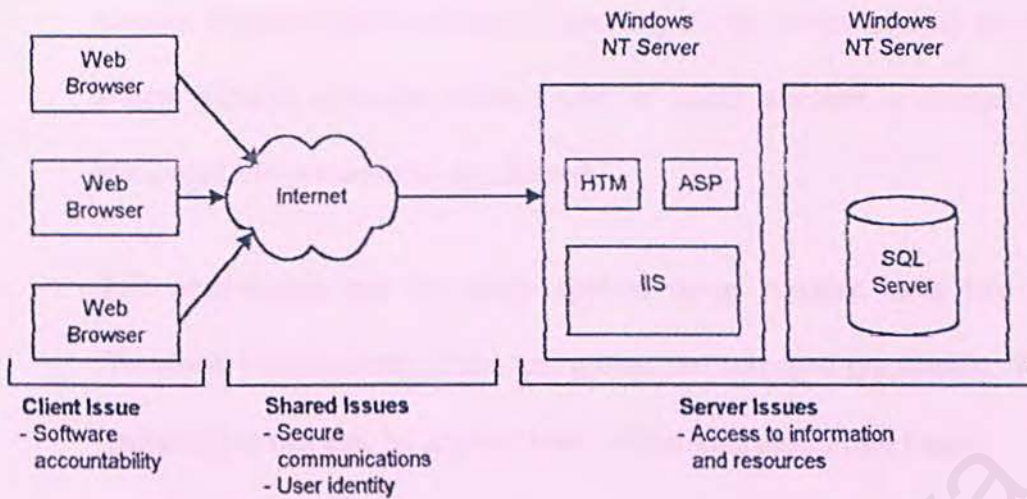 Windows
NT Server
Windows
NT Server
Web
Browser
Web
Browser
Web
Browser
Internet
HTM
ASP
IIS
SQL
Server
Client Issue
- Software
accountability
Shared Issues
- Secure
communications
- User identity
Server Issues
- Access to information
and resources